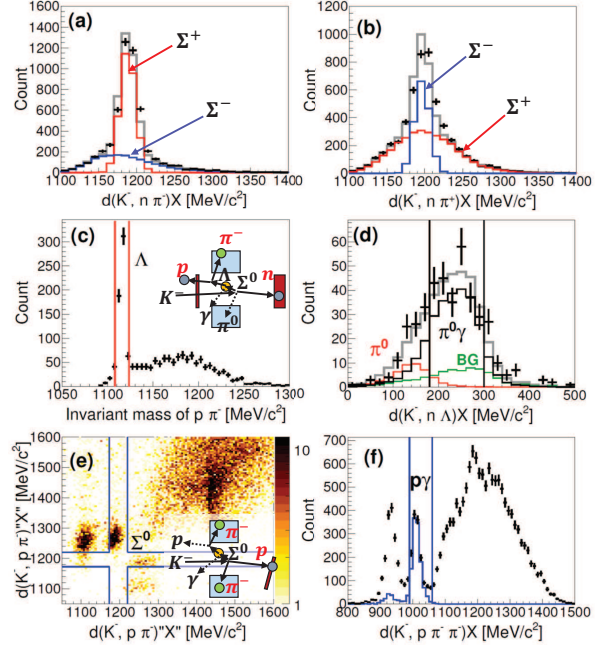 (a)
Σ+
Σ−
Count
1600
1400
1200
1000
800
600
400
200
0
1100 1150 1200 1250 1300 1350 1400
d(K-, n π-)X [MeV/c2]
(b)
Σ−
Σ+
Count
1400
1200
1000
800
600
400
200
0
1100 1150 1200 1250 1300 1350 1400
d(K-, n π+)X [MeV/c2]
(c)
Λ
π−
p
n
Λ
Σ0
K−
γ
π0
Count
300
250
200
150
100
50
0
1050 1100 1150 1200 1250 1300
Invariant mass of p π- [MeV/c2]
(d)
π0γ
π0
BG
Count
70
60
50
40
30
20
10
0
0 100 200 300 400 500
d(K-, n Λ)X [MeV/c2]
(e)
10
1
Σ0
π−
p
Σ0
p
K−
γ
π−
d(K-, p π-)"X" [MeV/c2]
1600
1500
1400
1300
1200
1100
1100 1200 1300 1400 1500 1600
d(K-, p π-)"X" [MeV/c2]
(f)
pγ
Count
700
600
500
400
300
200
100
0
800 900 1000 1100 1200 1300 1400 1500
d(K-, p π- π-)X [MeV/c2]